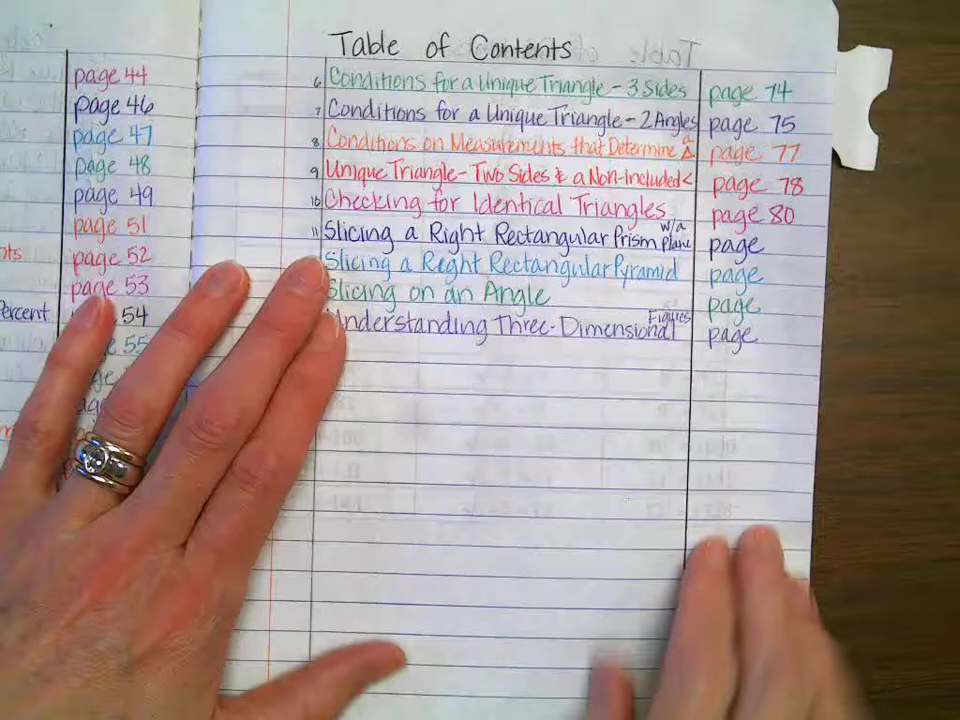 Table of Contents
page 44
page 46
page 47
page 48
page 49
page 51
nts page 52
page 53
Percent 54
55
6 Conditions for a Unique Triangle - 3 Sides page 74
7 Conditions for a Unique Triangle - 2 Angles page 75
8 Conditions on Measurements that Determine a Δ page 77
9 Unique Triangle - Two Sides & a Non-included < page 78
10 Checking for Identical Triangles page 80
11 Slicing a Right Rectangular Prism w/a plane page
Slicing a Right Rectangular Pyramid page
Slicing on an Angle page
Understanding Three-Dimensional Figures page